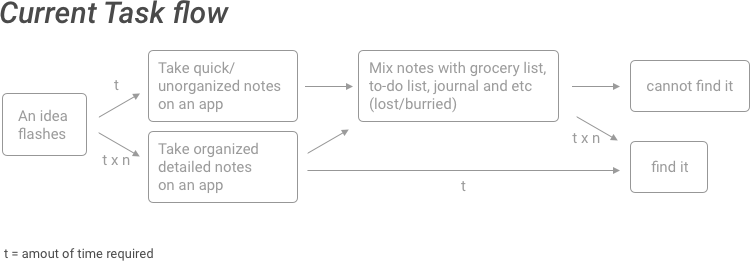 Current Task flow
An idea
flashes
t
t x n
Take quick/
unorganized notes
on an app
Take organized
detailed notes
on an app
Mix notes with grocery list,
to-do list, journal and etc
(lost/burried)
t x n
t
cannot find it
find it
t = amout of time required